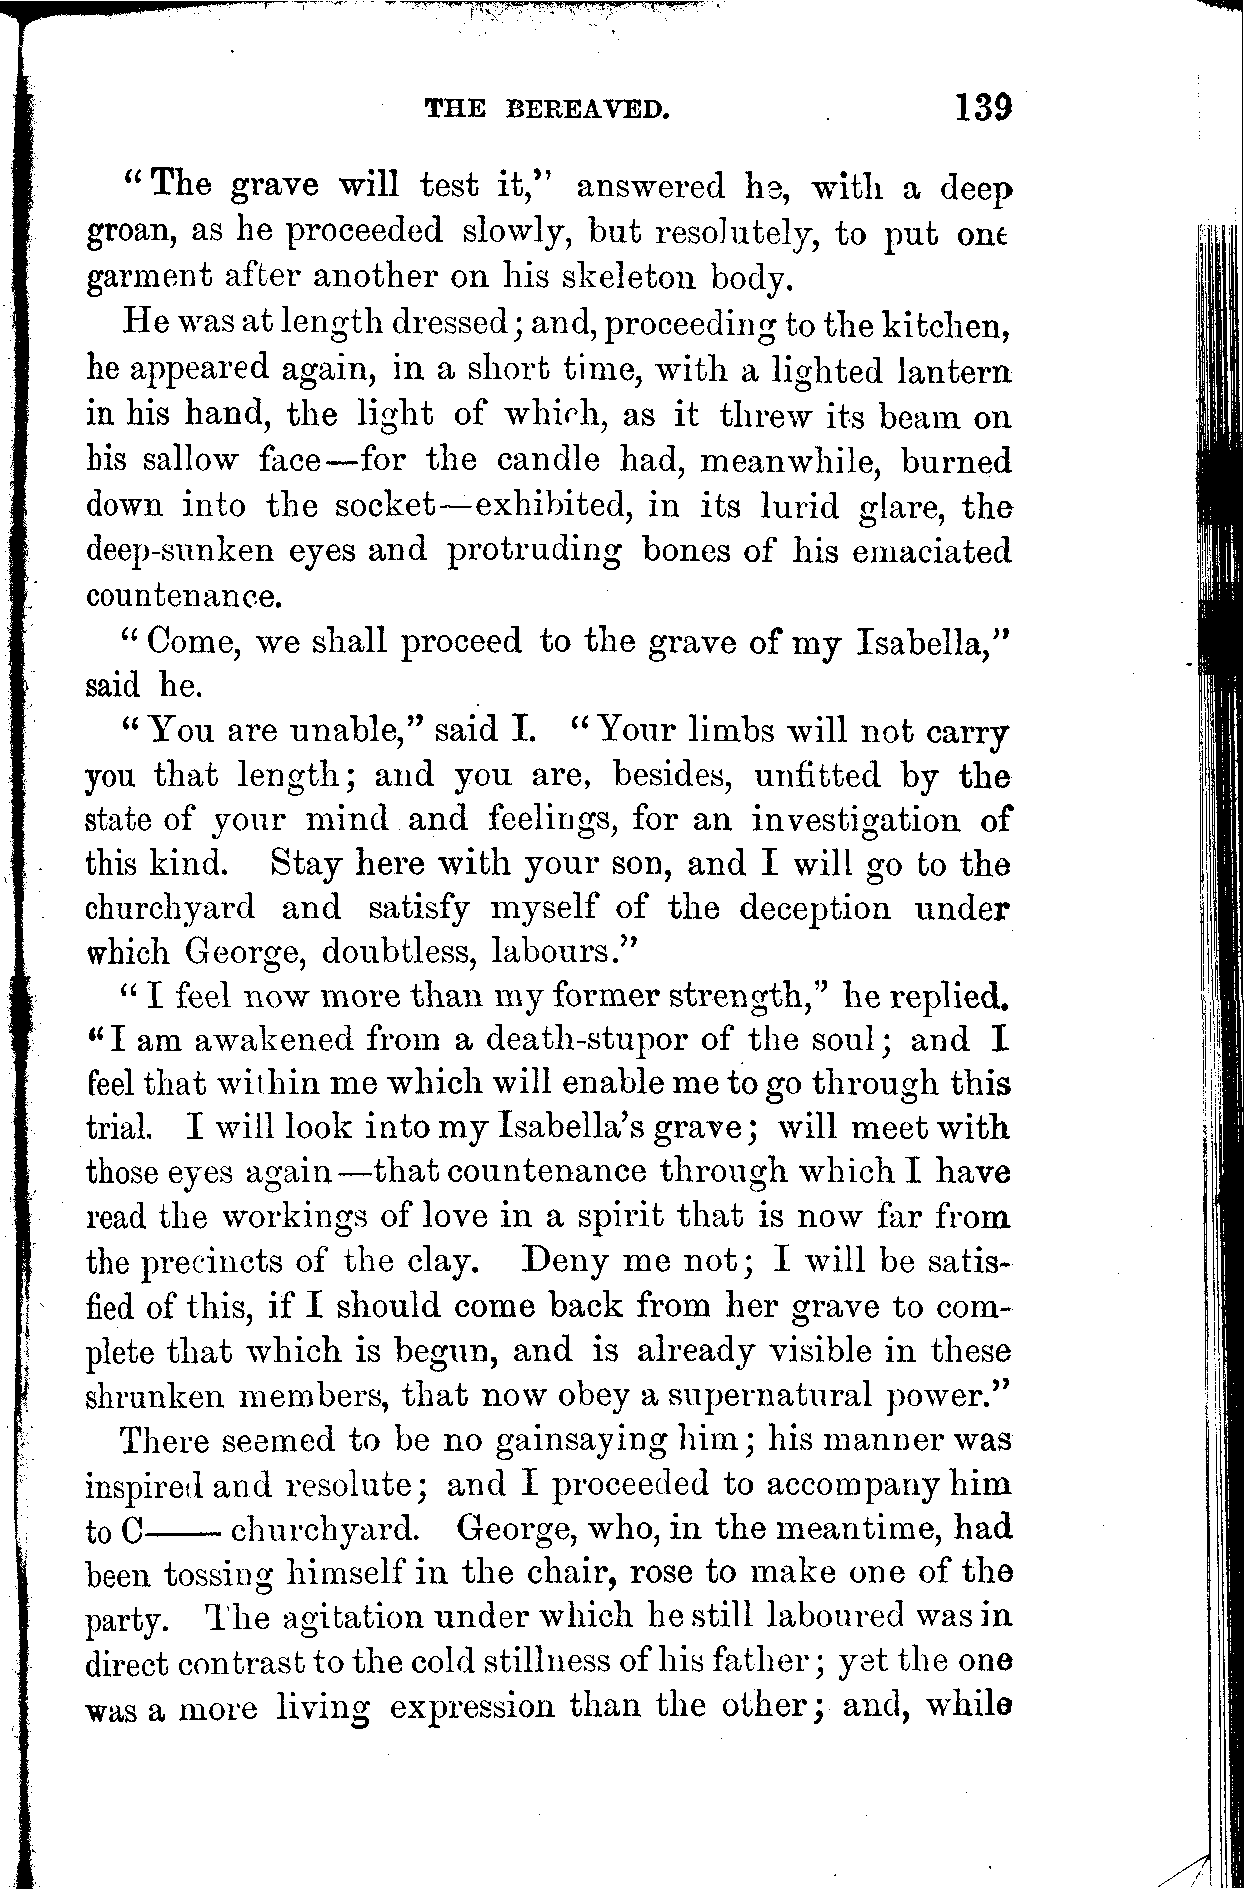 THE BEREAVED. 139
"The grave will test it," answered he, with a deep
groan, as he proceeded slowly, but resolutely, to put one
garment after another on his skeleton body.
He was at length dressed; and, proceeding to the kitchen,
he appeared again, in a short time, with a lighted lantern
in his hand, the light of which, as it threw its beam on
his sallow face—for the candle had, meanwhile, burned
down into the socket—exhibited, in its lurid glare, the
deep-sunken eyes and protruding bones of his emaciated
countenance.
"Come, we shall proceed to the grave of my Isabella,"
said he.
"You are unable," said I. "Your limbs will not carry
you that length; and you are, besides, unfitted by the
state of your mind and feelings, for an investigation of
this kind. Stay here with your son, and I will go to the
churchyard and satisfy myself of the deception under
which George, doubtless, labours."
"I feel now more than my former strength," he replied.
"I am awakened from a death-stupor of the soul; and I
feel that within me which will enable me to go through this
trial. I will look into my Isabella's grave; will meet with
those eyes again—that countenance through which I have
read the workings of love in a spirit that is now far from
the precincts of the clay. Deny me not; I will be satis-
fied of this, if I should come back from her grave to com-
plete that which is begun, and is already visible in these
shrunken members, that now obey a supernatural power."
There seemed to be no gainsaying him; his manner was
inspired and resolute; and I proceeded to accompany him
to C—— churchyard. George, who, in the meantime, had
been tossing himself in the chair, rose to make one of the
party. The agitation under which he still laboured was in
direct contrast to the cold stillness of his father; yet the one
was a more living expression than the other; and, while